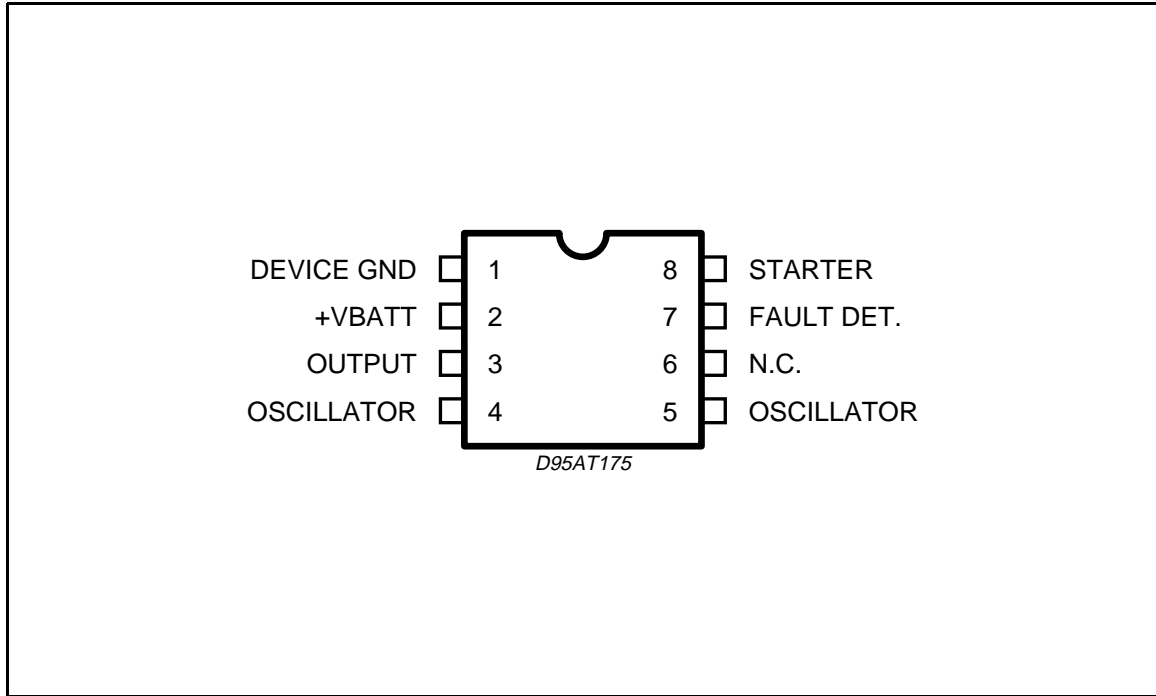 DEVICE GND 1 8 STARTER
+VBATT 2 7 FAULT DET.
OUTPUT 3 6 N.C.
OSCILLATOR 4 5 OSCILLATOR
D95AT175